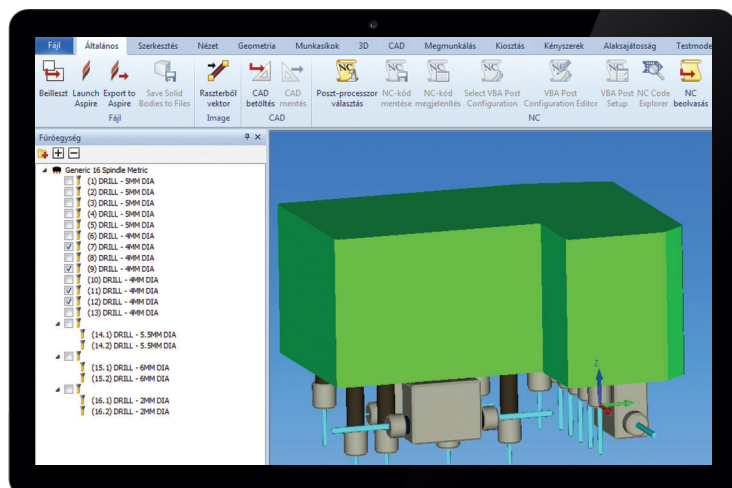 Fájl Általános Szerkesztés Nézet Geometria Munkasíkok 3D CAD Megmunkálás Kiosztás Kényszerek Alaksajátosság Testmode
Beilleszt Launch Aspire Export to Aspire Save Solid Bodies to Files Raszterből vektor CAD betöltés CAD mentés Poszt-processzor választás NC-kód mentése NC-kód megjelenítés Select VBA Post Configuration VBA Post Configuration Editor VBA Post Setup NC Code Explorer NC beolvasás
Fájl Image CAD NC
Fúróegység
Generic 16 Spindle Metric
(1) DRILL - 5MM DIA
(2) DRILL - 5MM DIA
(3) DRILL - 5MM DIA
(4) DRILL - 5MM DIA
(5) DRILL - 5MM DIA
(6) DRILL - 4MM DIA
(7) DRILL - 4MM DIA
(8) DRILL - 4MM DIA
(9) DRILL - 4MM DIA
(10) DRILL - 4MM DIA
(11) DRILL - 4MM DIA
(12) DRILL - 4MM DIA
(13) DRILL - 4MM DIA
(14.1) DRILL - 5.5MM DIA
(14.2) DRILL - 5.5MM DIA
(15.1) DRILL - 6MM DIA
(15.2) DRILL - 6MM DIA
(16.1) DRILL - 2MM DIA
(16.2) DRILL - 2MM DIA
Z